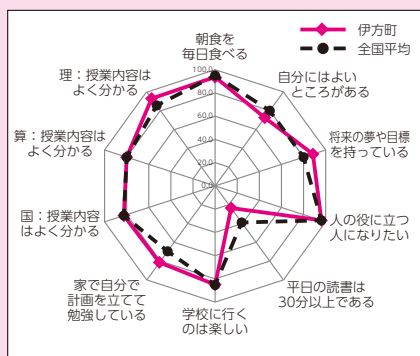 伊方町
全国平均
朝食を
毎日食べる
自分にはよい
ところがある
将来の夢や目標
を持っている
人の役に立つ
人になりたい
平日の読書は
30分以上である
学校に行く
のは楽しい
家で自分で
計画を立てて
勉強している
国：授業内容
はよく分かる
算：授業内容は
よく分かる
理：授業内容は
よく分かる
100.0
80.0
60.0
40.0
20.0
0.0